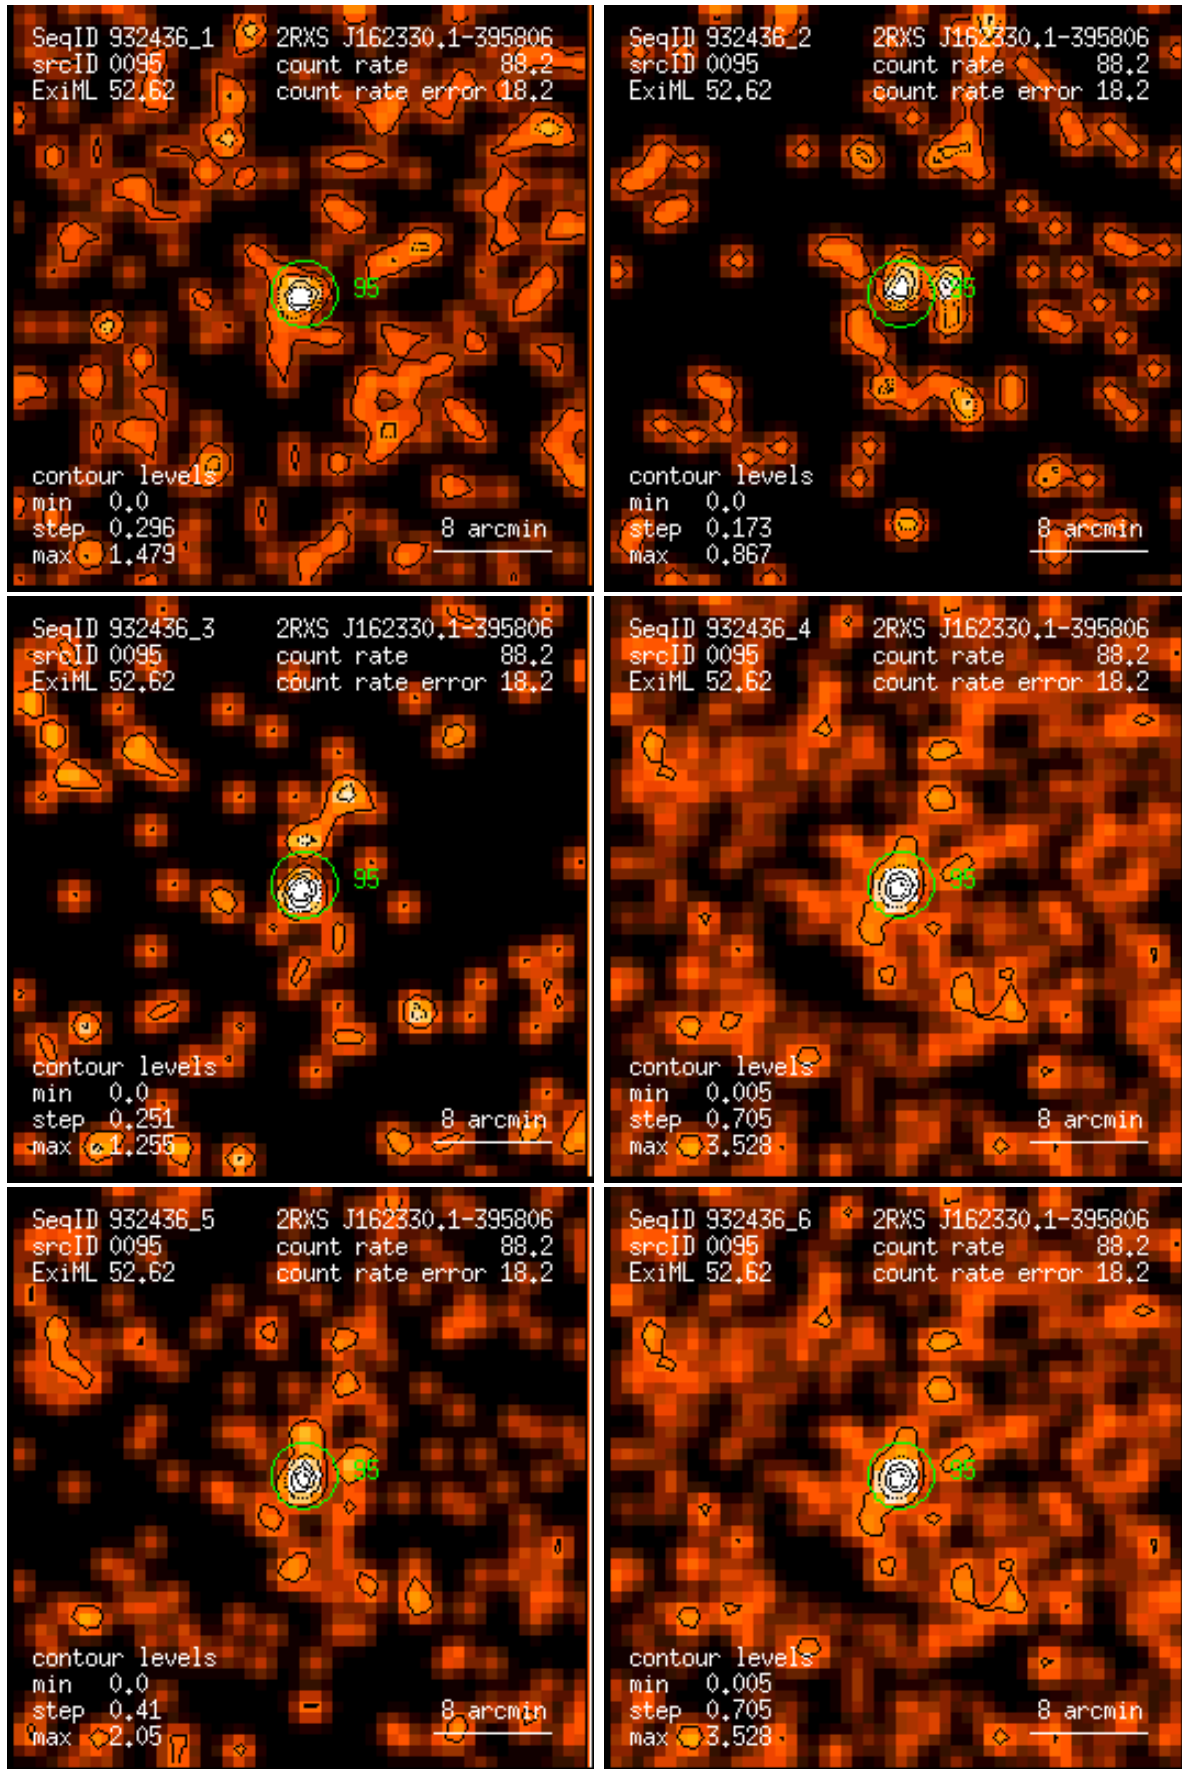 SeqID 932436_1 2RXS J162330.1-395806
srcID 0095 count rate 88.2
ExiML 52.62 count rate error 18.2
95
contour levels
min 0.0
step 0.296 8 arcmin
max 1.479
SeqID 932436_2 2RXS J162330.1-395806
srcID 0095 count rate 88.2
ExiML 52.62 count rate error 18.2
95
contour levels
min 0.0
step 0.173 8 arcmin
max 0.867
SeqID 932436_3 2RXS J162330.1-395806
srcID 0095 count rate 88.2
ExiML 52.62 count rate error 18.2
95
contour levels
min 0.0
step 0.251 8 arcmin
max 1.255
SeqID 932436_4 2RXS J162330.1-395806
srcID 0095 count rate 88.2
ExiML 52.62 count rate error 18.2
95
contour levels
min 0.005
step 0.705 8 arcmin
max 3.528
SeqID 932436_5 2RXS J162330.1-395806
srcID 0095 count rate 88.2
ExiML 52.62 count rate error 18.2
95
contour levels
min 0.0
step 0.41 8 arcmin
max 2.05
SeqID 932436_6 2RXS J162330.1-395806
srcID 0095 count rate 88.2
ExiML 52.62 count rate error 18.2
95
contour levels
min 0.005
step 0.705 8 arcmin
max 3.528